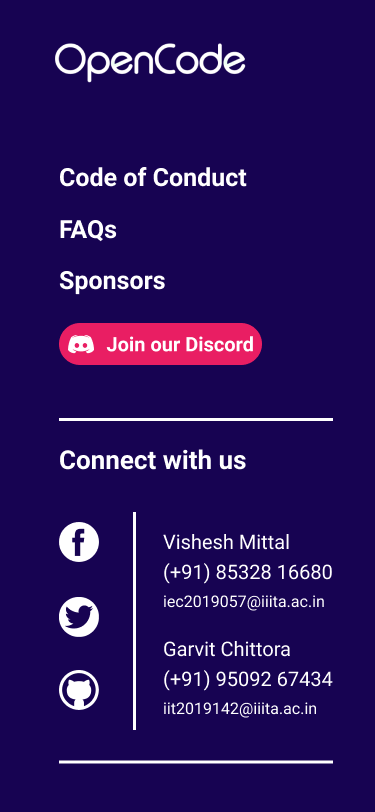 OpenCode
Code of Conduct
FAQs
Sponsors
Join our Discord
Connect with us
Vishesh Mittal
(+91) 85328 16680
iec2019057@iiita.ac.in
Garvit Chittora
(+91) 95092 67434
iit2019142@iiita.ac.in